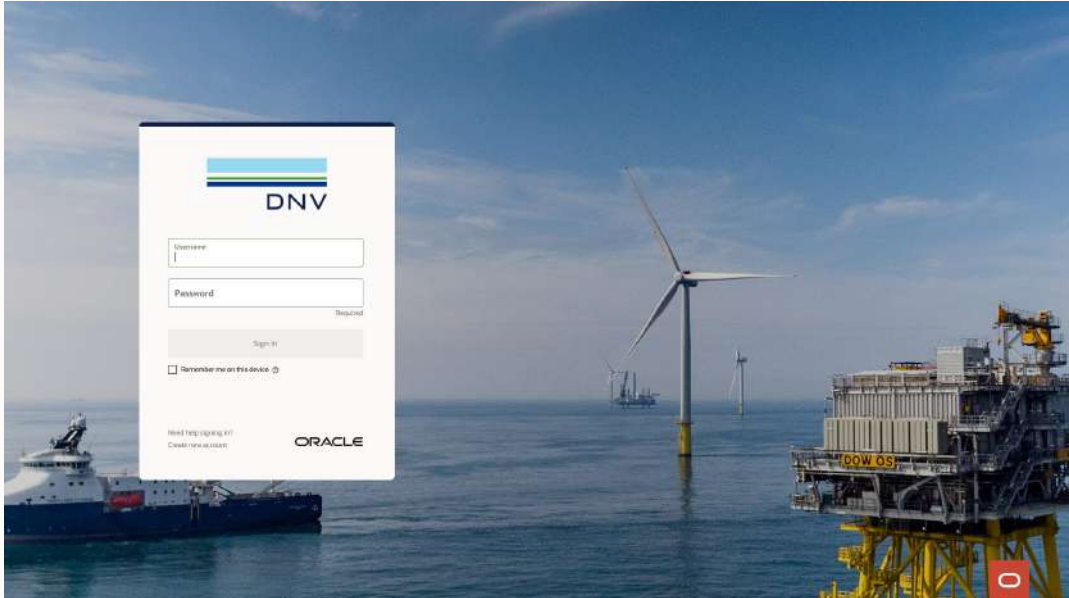 DNV
Username
Password
Required
Sign In
Remember me on this device
Need help signing in?
Create new account
ORACLE
DOW OS